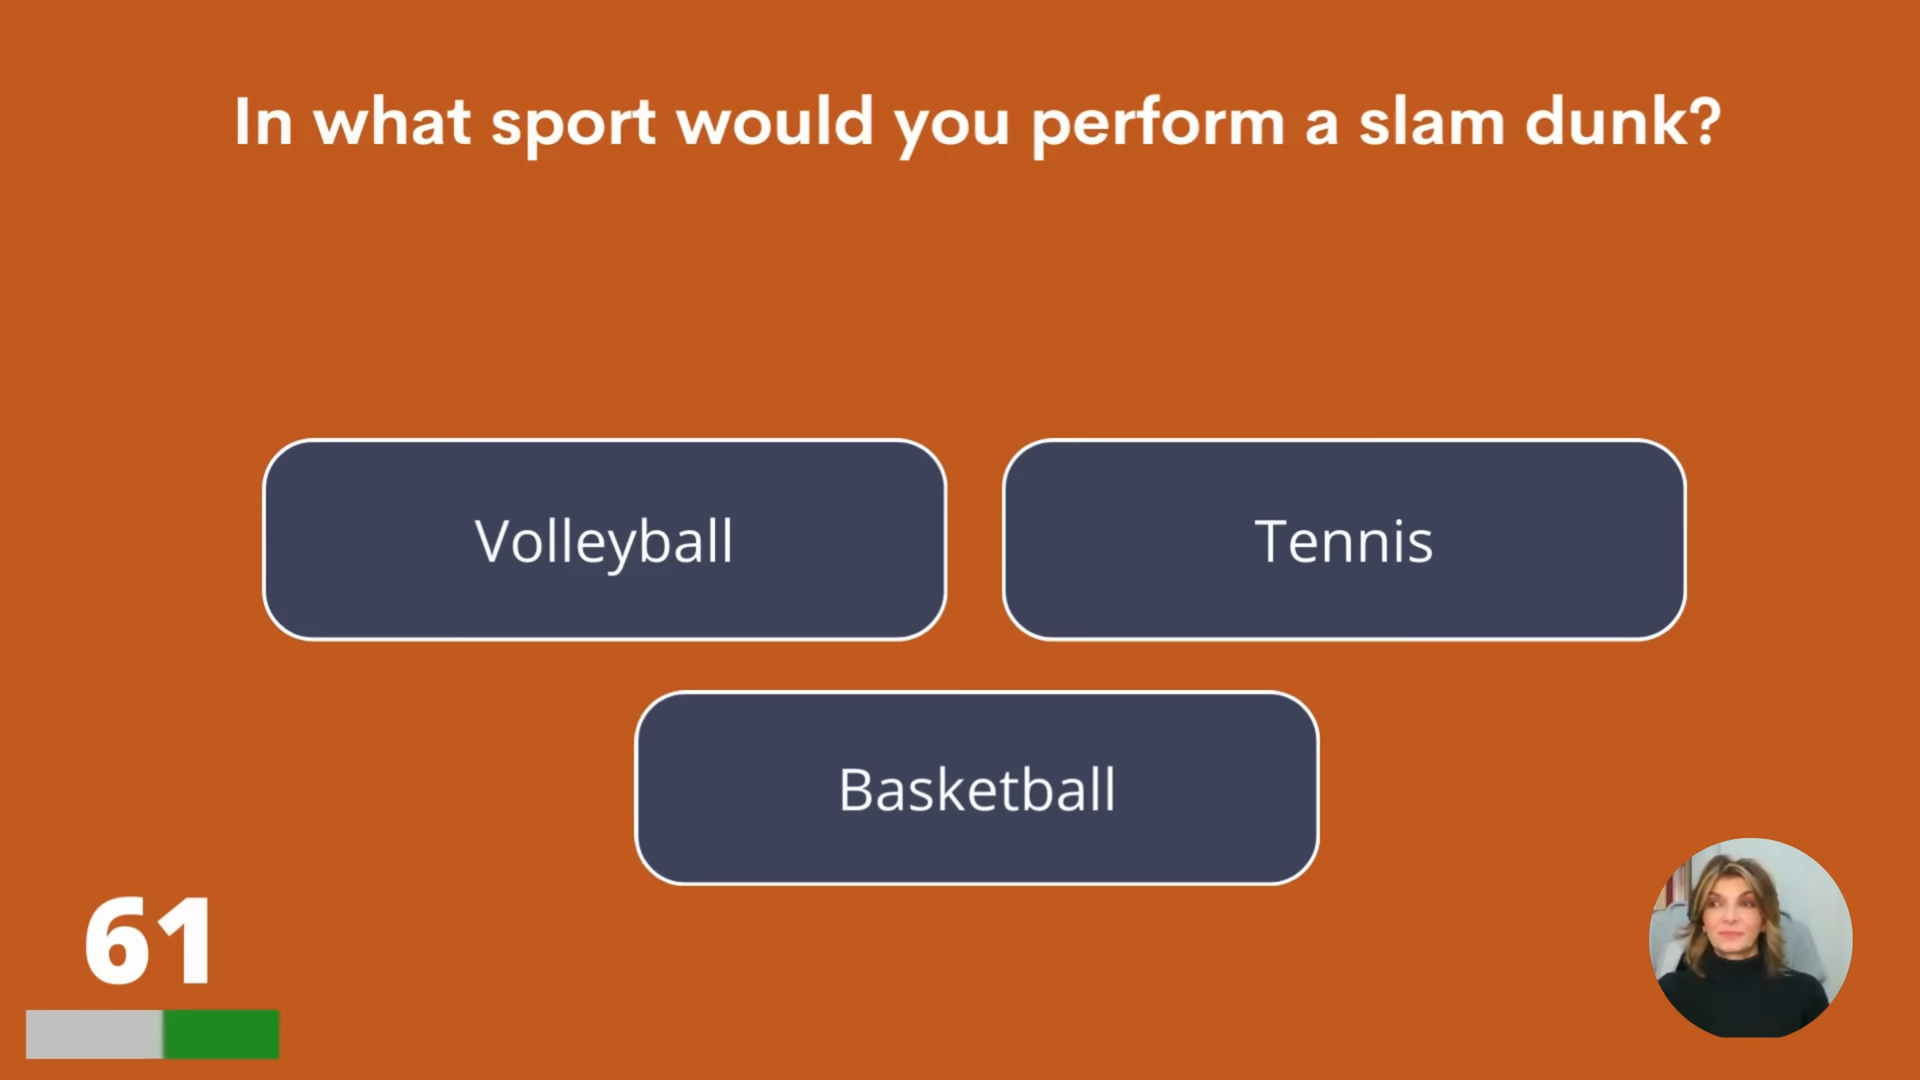 In what sport would you perform a slam dunk?
Volleyball
Tennis
Basketball
61